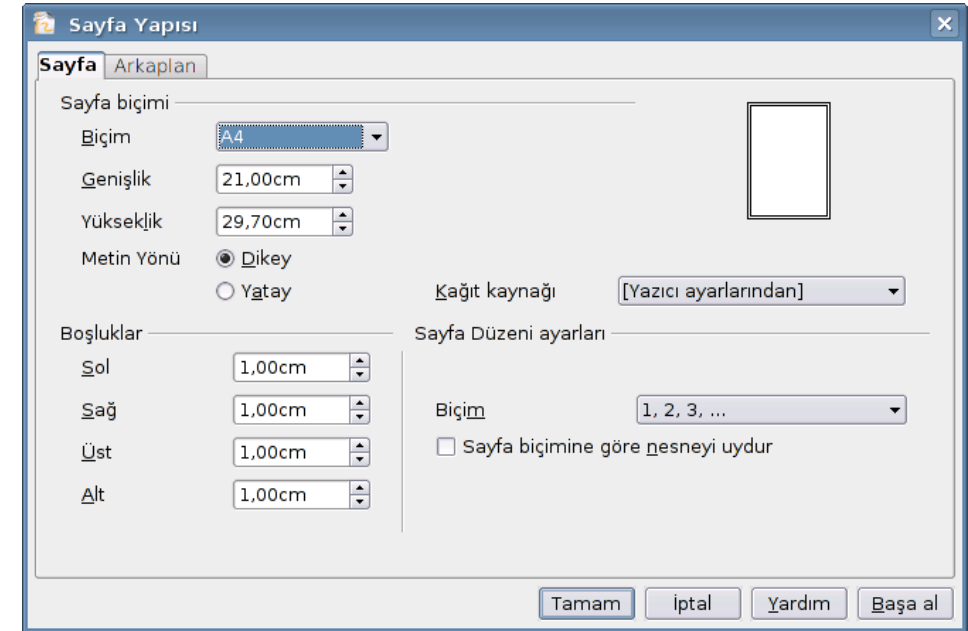 Sayfa Yapısı
Sayfa Arkaplan
Sayfa biçimi
Biçim A4
Genişlik 21,00cm
Yükseklik 29,70cm
Metin Yönü Dikey
Yatay Kağıt kaynağı [Yazıcı ayarlarından]
Boşluklar Sayfa Düzeni ayarları
Sol 1,00cm
Sağ 1,00cm Biçim 1, 2, 3, ...
Üst 1,00cm Sayfa biçimine göre nesneyi uydur
Alt 1,00cm
Tamam İptal Yardım Başa al